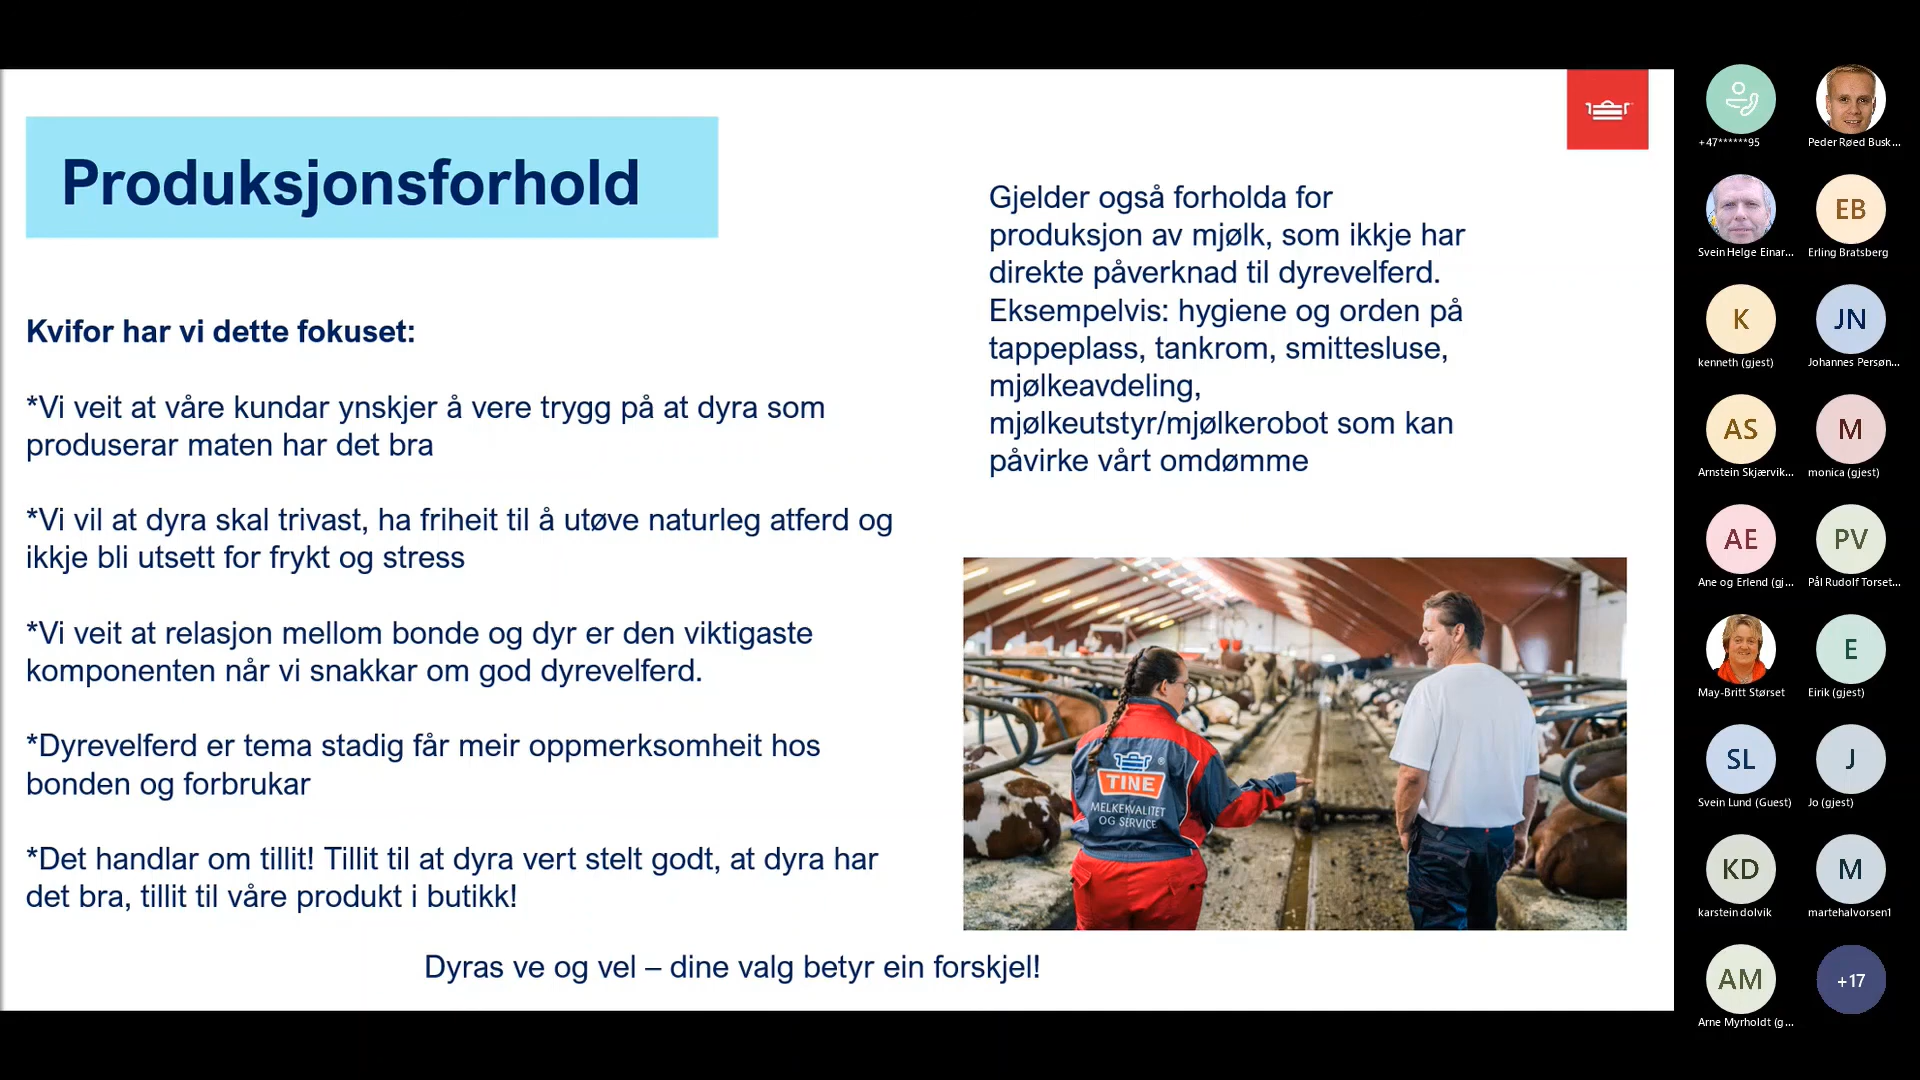 Produksjonsforhold
Kvifor har vi dette fokuset:
*Vi veit at våre kundar ynskjer å vere trygg på at dyra som
produserar maten har det bra
*Vi vil at dyra skal trivast, ha friheit til å utøve naturleg atferd og
ikkje bli utsett for frykt og stress
*Vi veit at relasjon mellom bonde og dyr er den viktigaste
komponenten når vi snakkar om god dyrevelferd.
*Dyrevelferd er tema stadig får meir oppmerksomheit hos
bonden og forbrukar
*Det handlar om tillit! Tillit til at dyra vert stelt godt, at dyra har
det bra, tillit til våre produkt i butikk!
Gjelder også forholda for
produksjon av mjølk, som ikkje har
direkte påverknad til dyrevelferd.
Eksempelvis: hygiene og orden på
tappeplass, tankrom, smittesluse,
mjølkeavdeling,
mjølkeutstyr/mjølkerobot som kan
påvirke vårt omdømme
®
TINE
MELKEKVALITET
OG SERVICE
Dyras ve og vel – dine valg betyr ein forskjel!
+47******95
Peder Røed Busk...
Svein Helge Einar...
EB
Erling Bratsberg
K
kenneth (gjest)
JN
Johannes Persøn...
AS
Arnstein Skjærvik...
M
monica (gjest)
AE
Ane og Erlend (gj...
PV
Pål Rudolf Torset...
May-Britt Størset
E
Eirik (gjest)
SL
Svein Lund (Guest)
J
Jo (gjest)
KD
karstein dolvik
M
martehalvorsen1
AM
Arne Myrholdt (g...
+17